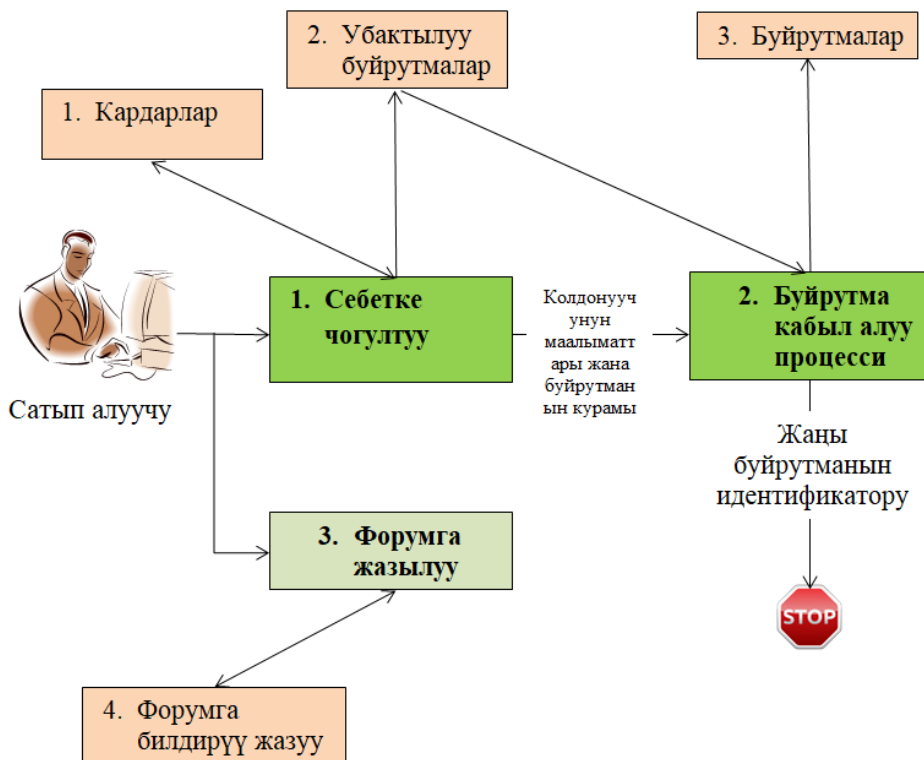 2. Убактылуу
буйрутмалар
3. Буйрутмалар
1. Кардарлар
1. Себетке
чогултуу
Колдонууч
унун
маалыматт
ары жана
буйрутман
ын курамы
2. Буйрутма
кабыл алуу
процесси
Сатып алуучу
Жаңы
буйрутманын
идентификатору
3. Форумга
жазылуу
STOP
4. Форумга
билдирүү жазуу